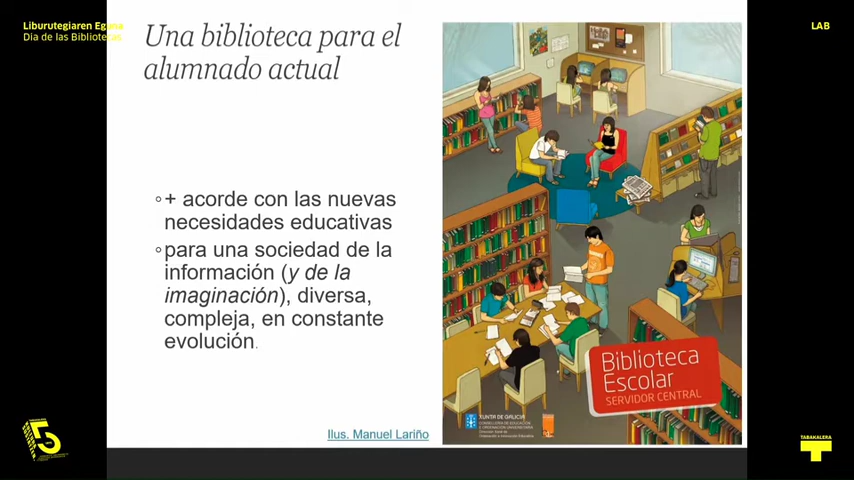 Liburutegiaren Eguna
Día de las Bibliotecas
LAB
Una biblioteca para el
alumnado actual
+ acorde con las nuevas
necesidades educativas
para una sociedad de la
información (y de la
imaginación), diversa,
compleja, en constante
evolución.
Ilus. Manuel Lariño
Biblioteca
Escolar
SERVIDOR CENTRAL
XUNTA DE GALICIA
5
TABAKALERA